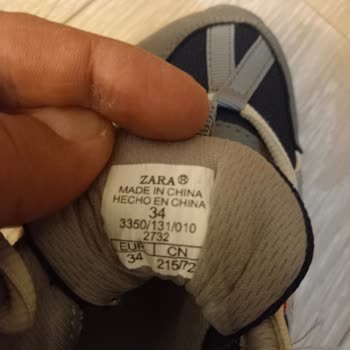 ZARA®
MADE IN CHINA
HECHO EN CHINA
34
3350/131/010
2732
EUR CN
34 215/72